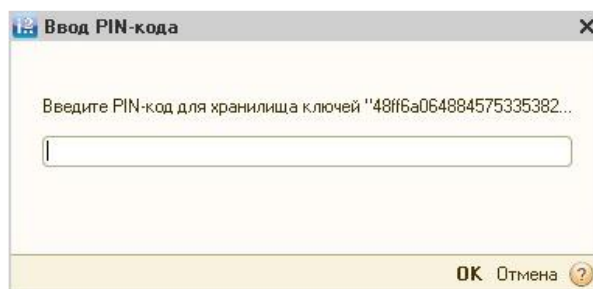 Ввод PIN-кода
Введите PIN-код для хранилища ключей "48ff6a064884575335382...
OK Отмена ?